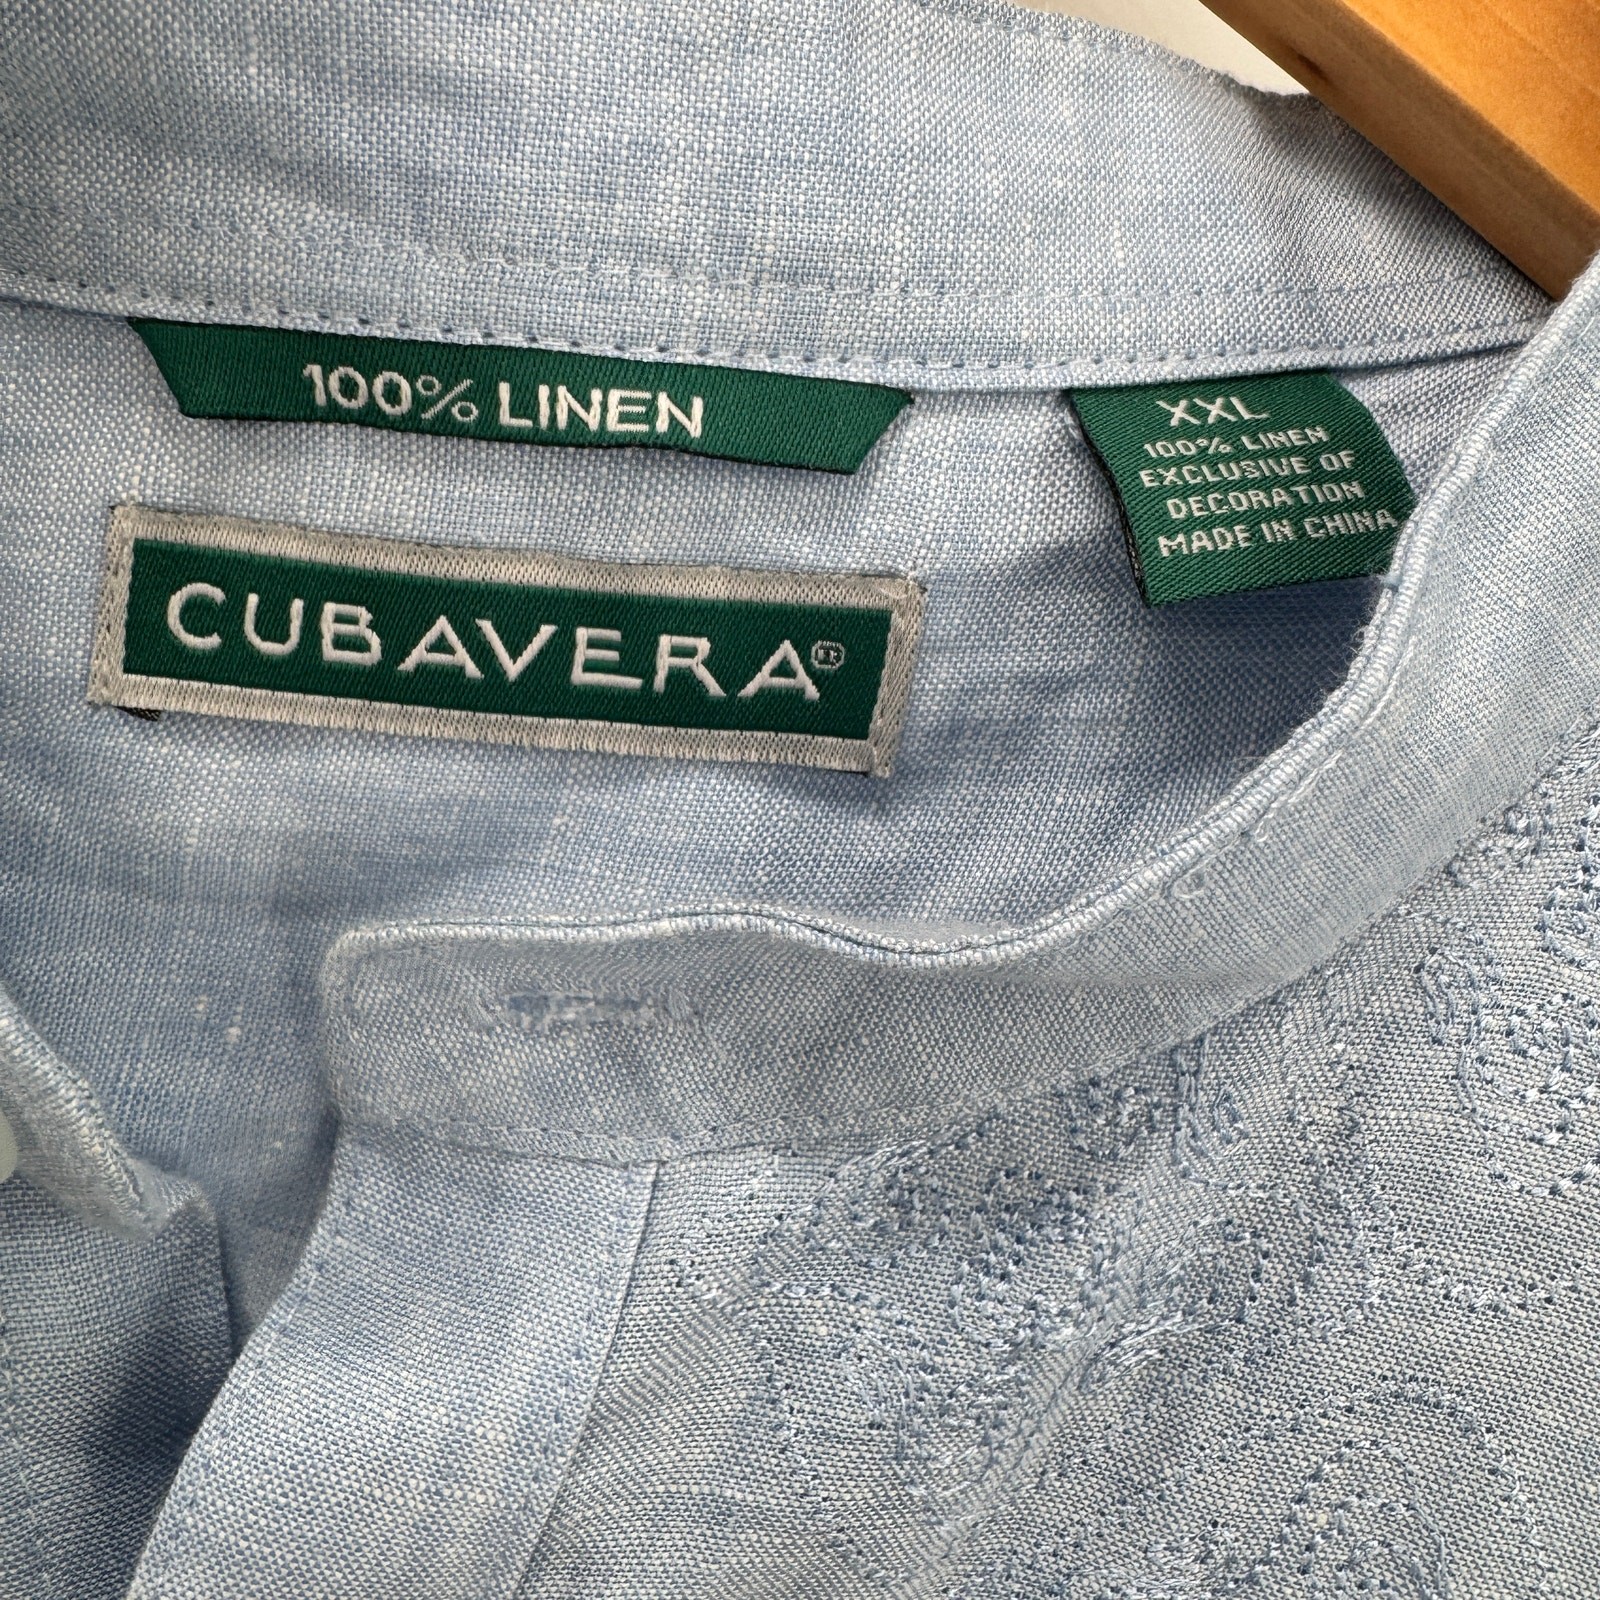 100% LINEN
CUBAVERA®
XXL
100% LINEN
EXCLUSIVE OF
DECORATION
MADE IN CHINA